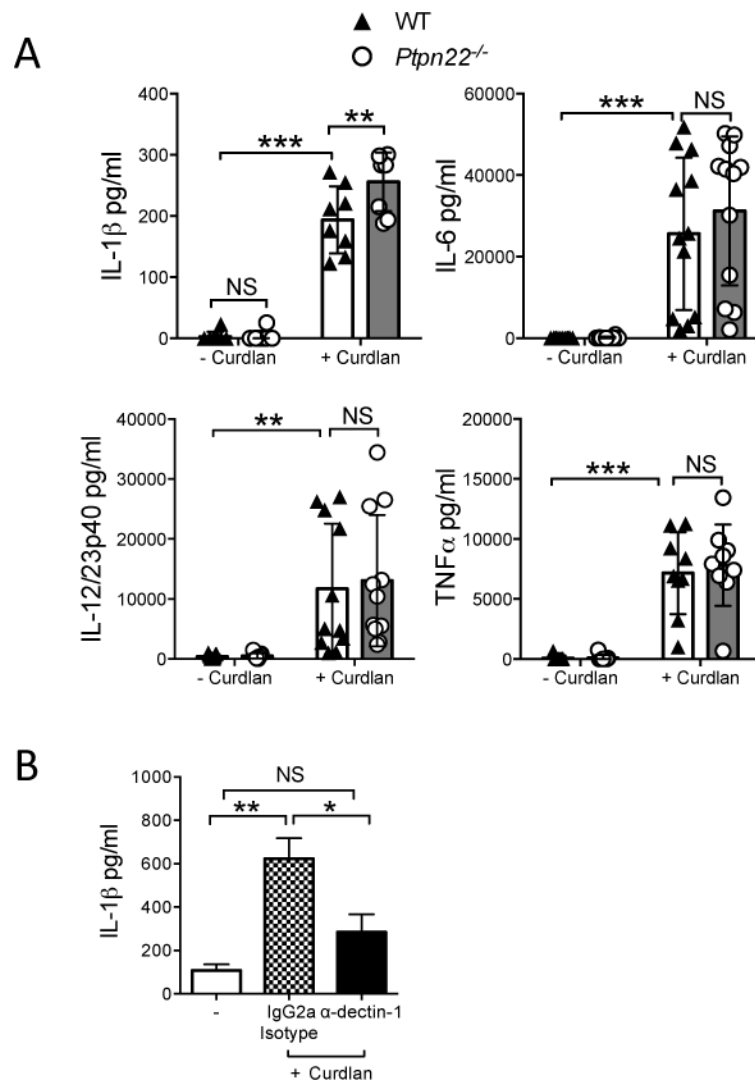 WT
Ptpn22-/-
A
IL-1β pg/ml
400
300
200
100
0
NS
***
**
- Curdlan
+ Curdlan
IL-6 pg/ml
60000
40000
20000
0
***
NS
- Curdlan
+ Curdlan
IL-12/23p40 pg/ml
40000
30000
20000
10000
0
**
NS
- Curdlan
+ Curdlan
TNFα pg/ml
20000
15000
10000
5000
0
***
NS
- Curdlan
+ Curdlan
B
IL-1β pg/ml
1000
800
600
400
200
0
NS
**
*
-
IgG2a α-dectin-1
Isotype
+ Curdlan